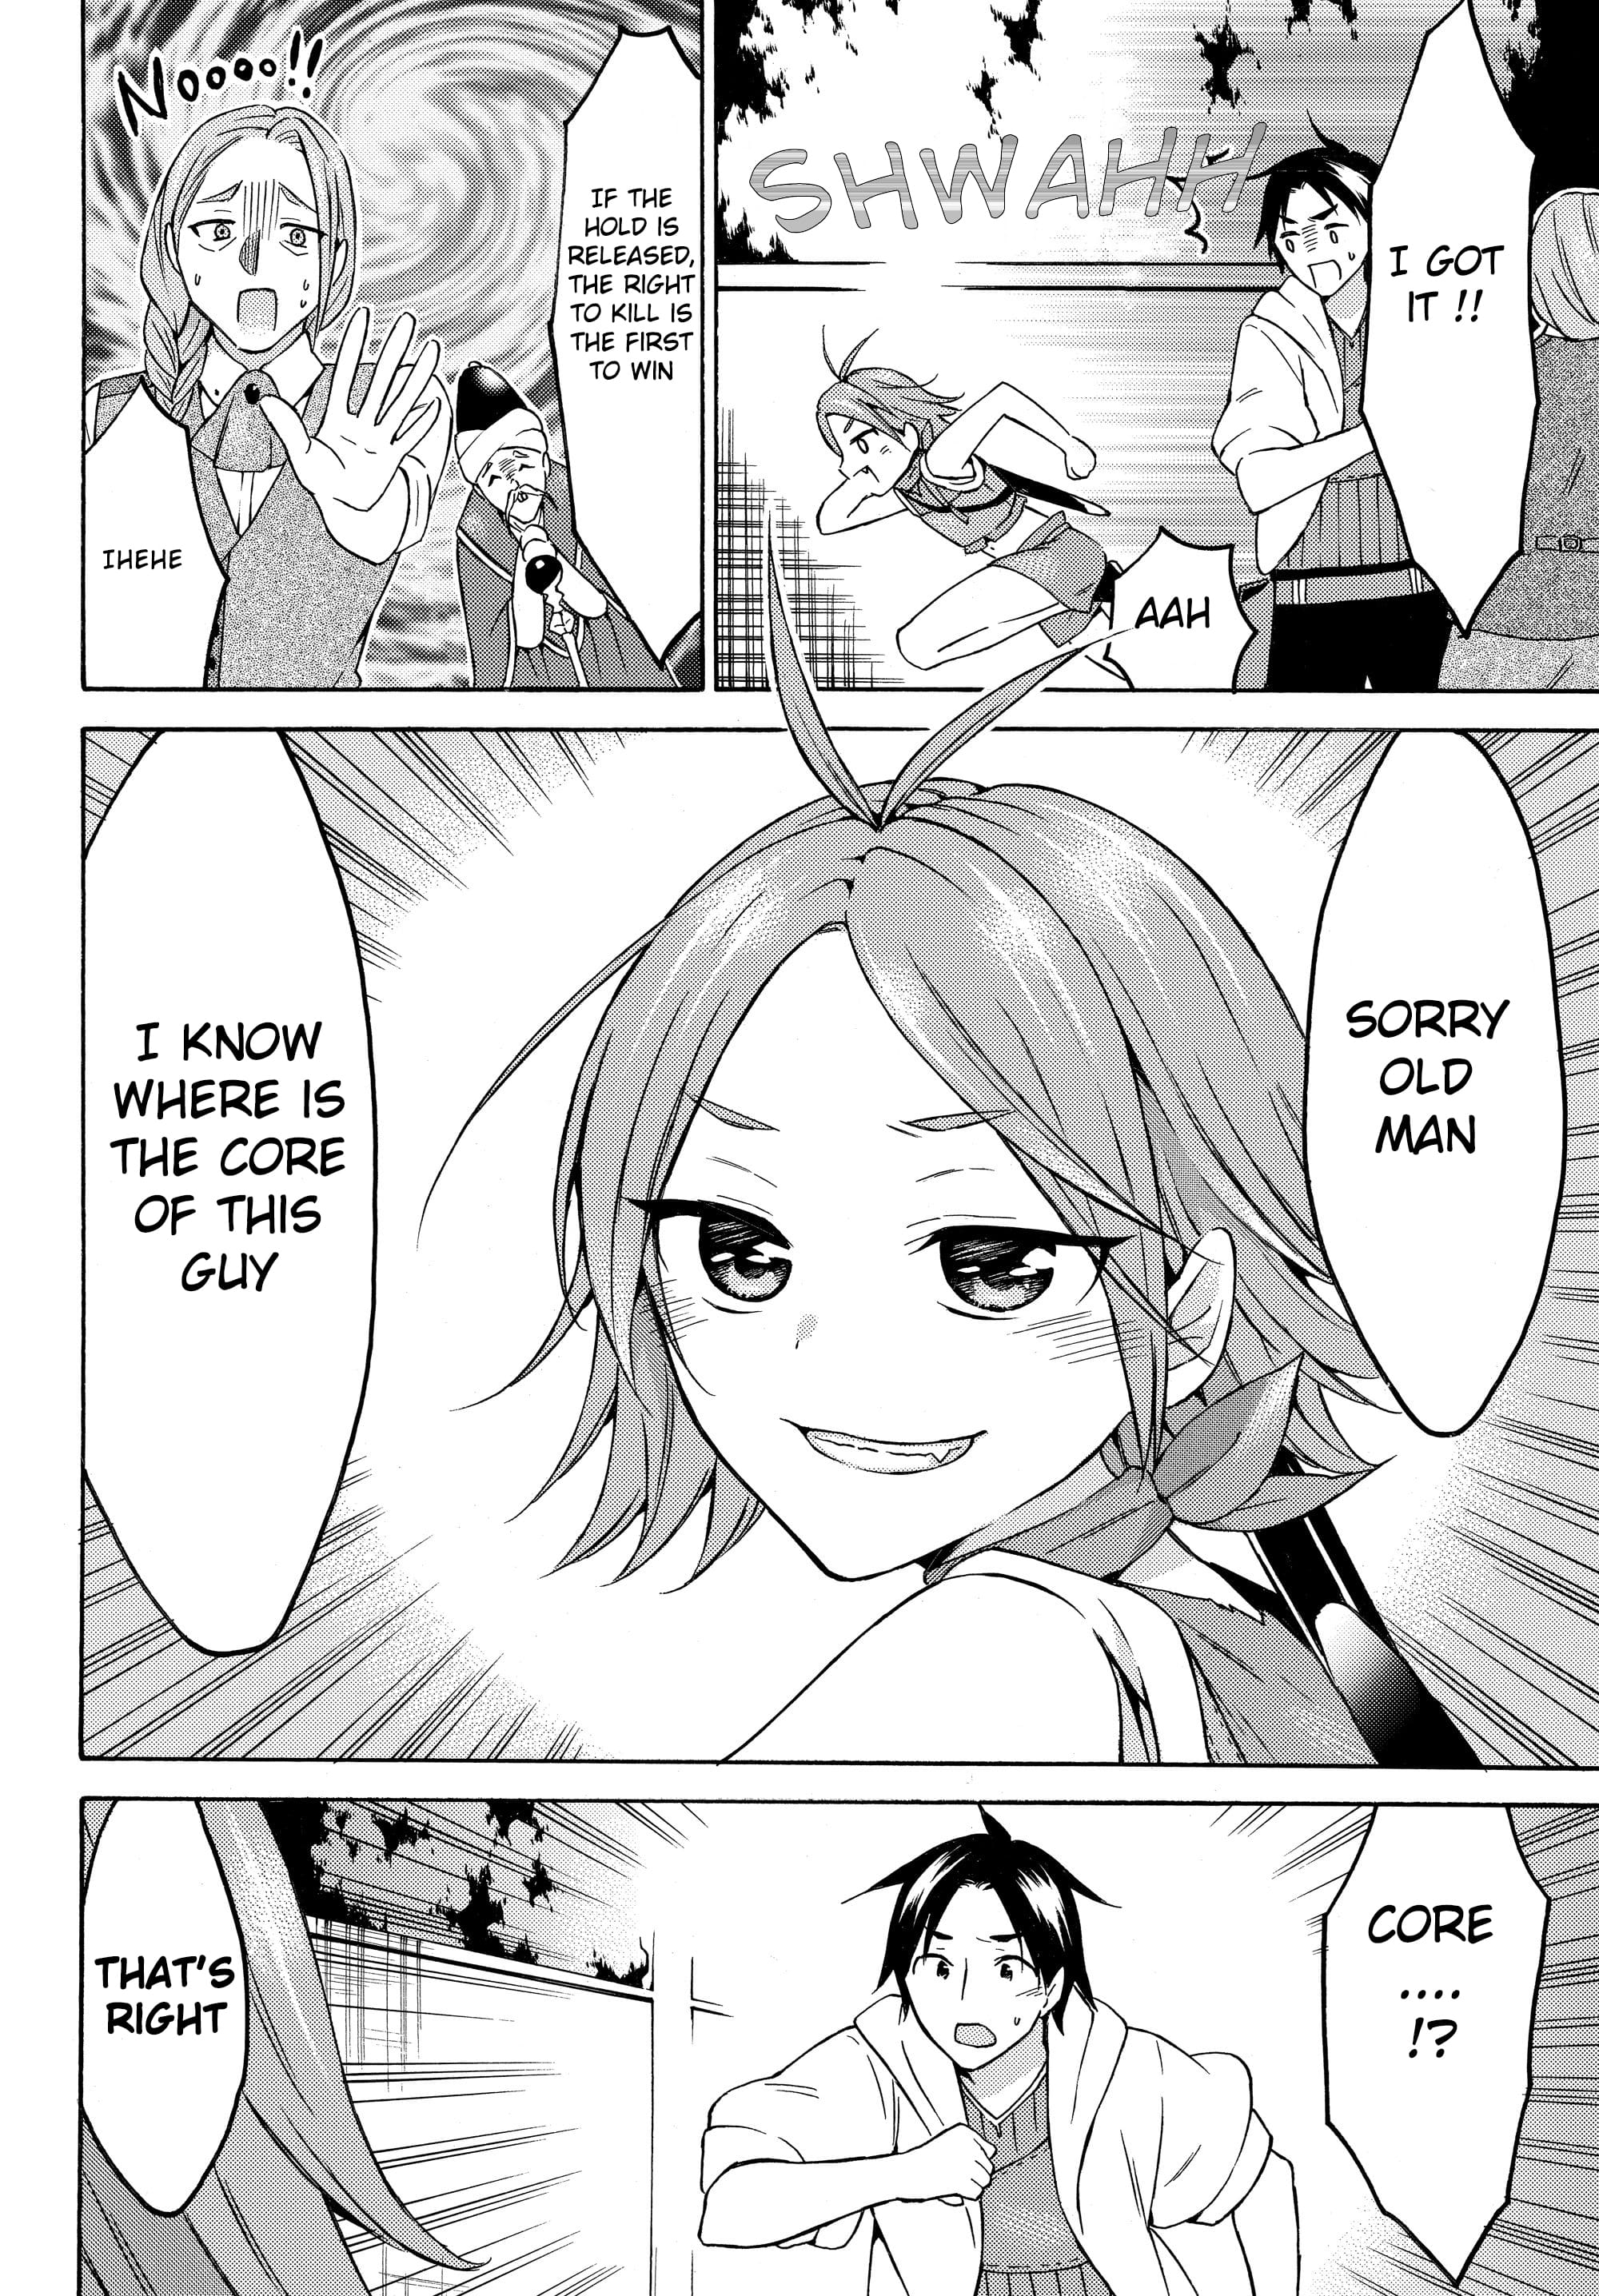 I GOT
IT !!
SHWAHH
AAH
IF THE
HOLD IS
RELEASED,
THE RIGHT
TO KILL IS
THE FIRST
TO WIN
Noooo!!
IHEHE
SORRY
OLD
MAN
I KNOW
WHERE IS
THE CORE
OF THIS
GUY
CORE
....
!?
THAT'S
RIGHT